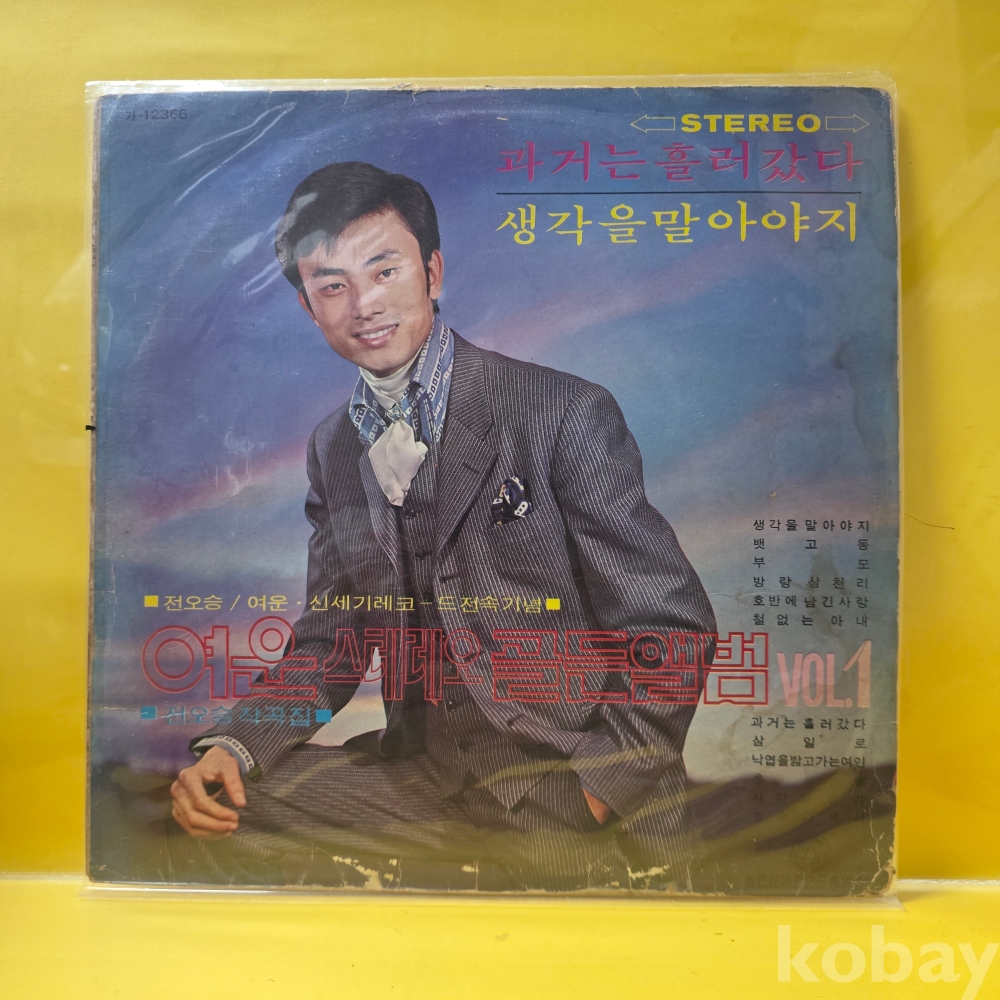 가-12366
STEREO
과거는흘러갔다
생각을말아야지
생각을말아야지
뱃고동
부모
방랑삼천리
호반에남긴사랑
철없는아내
■전오승 / 여운 · 신세기레코-드전속기념■
여운스테레오골든앨범 VOL.1
전오승작곡집■
과거는흘러갔다
삼일로
낙엽을밟고가는여인
kobay